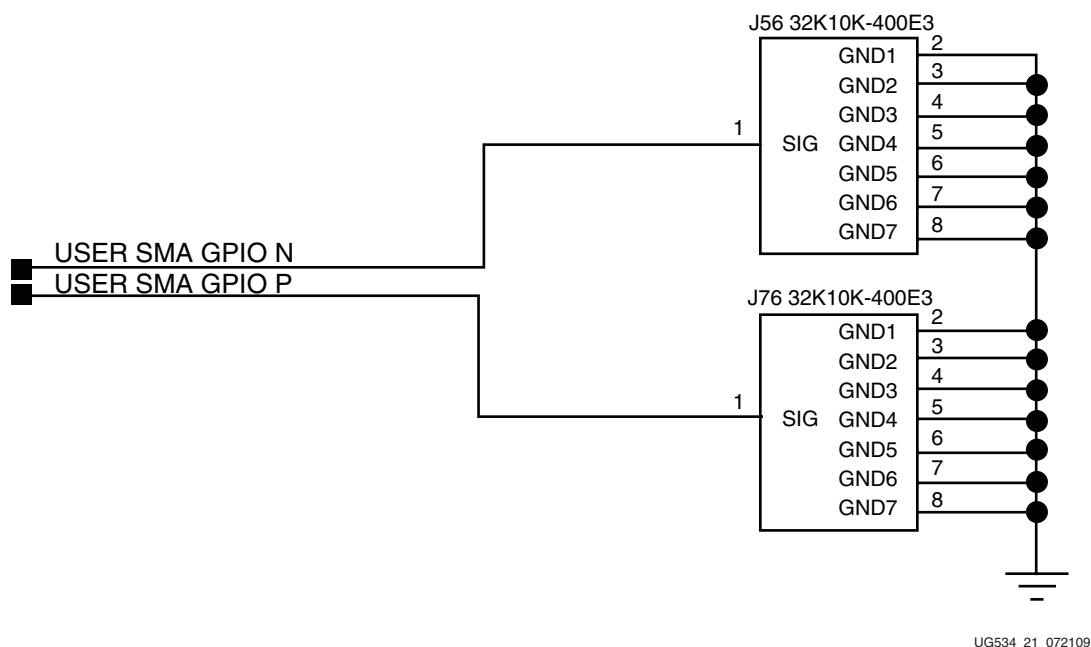 J56 32K10K-400E3
GND1 2
GND2 3
GND3 4
1 SIG GND4 5
GND5 6
GND6 7
GND7 8
USER SMA GPIO N
USER SMA GPIO P
J76 32K10K-400E3
GND1 2
GND2 3
GND3 4
1 SIG GND4 5
GND5 6
GND6 7
GND7 8
UG534_21_072109